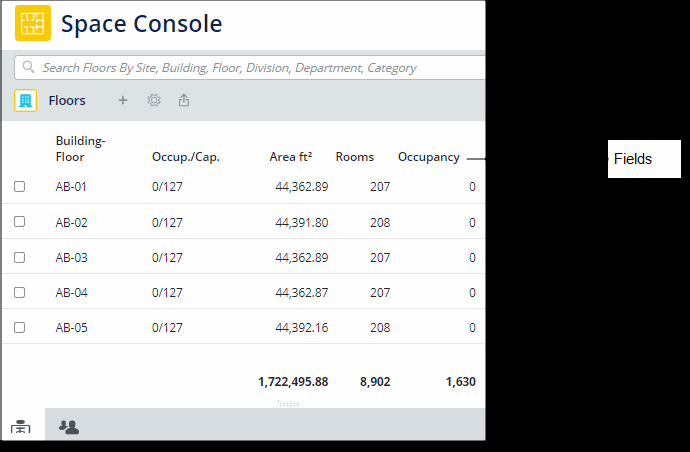 Space Console
Search Floors By Site, Building, Floor, Division, Department, Category
Floors
Building-
Floor Occup./Cap. Area ft² Rooms Occupancy
Fields
AB-01 0/127 44,362.89 207 0
AB-02 0/127 44,391.80 208 0
AB-03 0/127 44,362.89 207 0
AB-04 0/127 44,362.87 207 0
AB-05 0/127 44,392.16 208 0
1,722,495.88 8,902 1,630